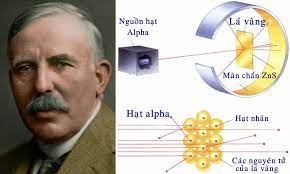 Nguồn hạt
Alpha
Lá vàng
Màn chắn ZnS
Hạt alpha
Hạt nhân
Các nguyên tử
của lá vàng